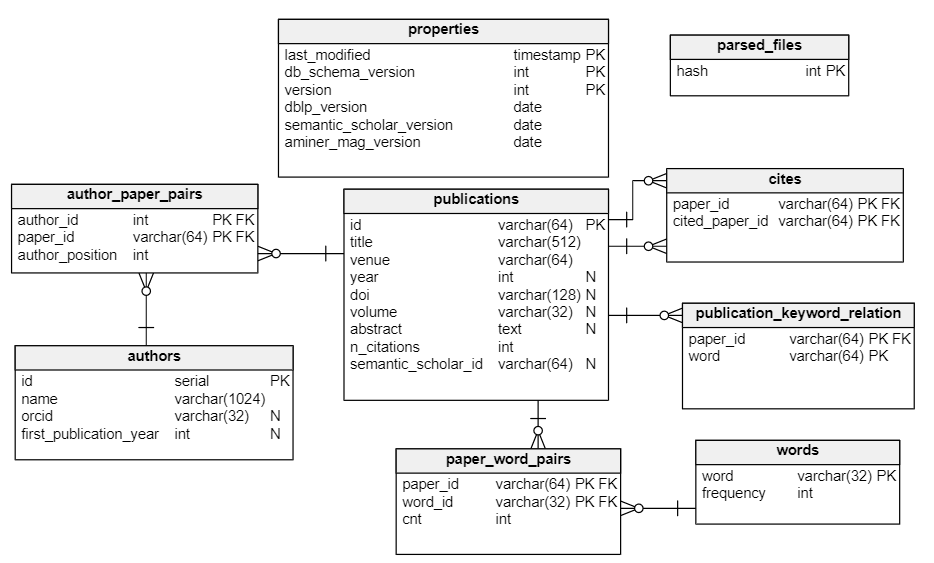 properties
last_modified timestamp PK
db_schema_version int PK
version int PK
dblp_version date
semantic_scholar_version date
aminer_mag_version date
parsed_files
hash int PK
author_paper_pairs
author_id int PK FK
paper_id varchar(64) PK FK
author_position int
publications
id varchar(64) PK
title varchar(512)
venue varchar(64)
year int N
doi varchar(128) N
volume varchar(32) N
abstract text N
n_citations int
semantic_scholar_id varchar(64) N
cites
paper_id varchar(64) PK FK
cited_paper_id varchar(64) PK FK
publication_keyword_relation
paper_id varchar(64) PK FK
word varchar(64) PK
authors
id serial PK
name varchar(1024)
orcid varchar(32) N
first_publication_year int N
paper_word_pairs
paper_id varchar(64) PK FK
word_id varchar(32) PK FK
cnt int
words
word varchar(32) PK
frequency int